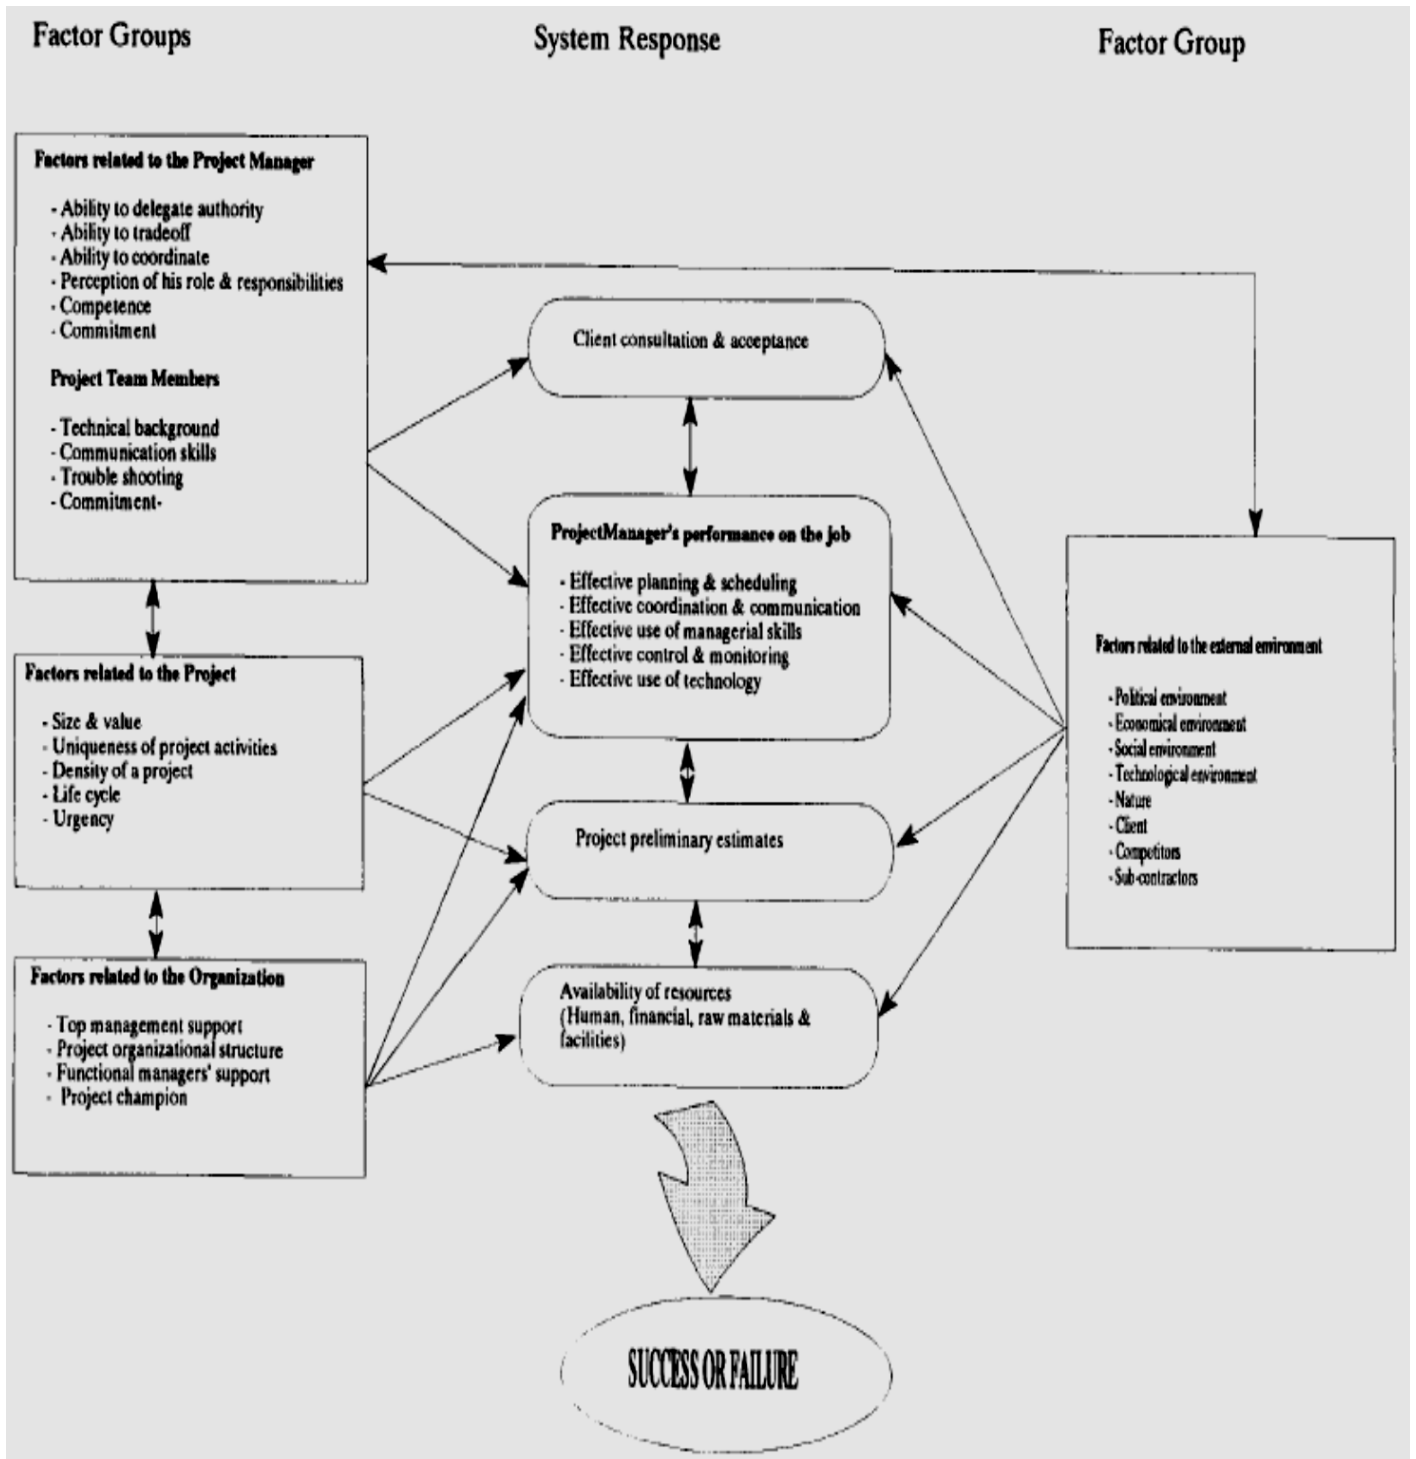 Factor Groups
System Response
Factor Group
Factors related to the Project Manager
- Ability to delegate authority
- Ability to tradeoff
- Ability to coordinate
- Perception of his role & responsibilities
- Competence
- Commitment
Project Team Members
- Technical background
- Communication skills
- Trouble shooting
- Commitment-
Factors related to the Project
- Size & value
- Uniqueness of project activities
- Density of a project
- Life cycle
- Urgency
Factors related to the Organization
- Top management support
- Project organizational structure
- Functional managers' support
- Project champion
Client consultation & acceptance
ProjectManager's performance on the job
- Effective planning & scheduling
- Effective coordination & communication
- Effective use of managerial skills
- Effective control & monitoring
- Effective use of technology
Project preliminary estimates
Availability of resources
(Human, financial, raw materials &
facilities)
Factors related to the external environment
- Political environment
- Economical environment
- Social environment
- Technological environment
- Nature
- Client
- Competitors
- Sub-contractors
SUCCESS OR FAILURE